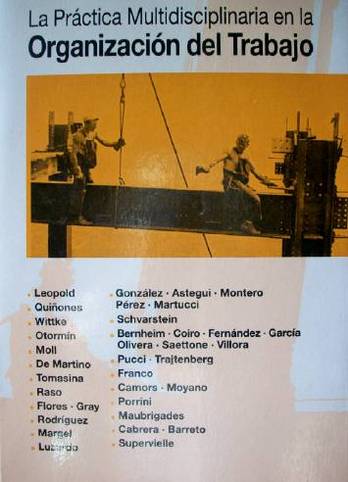 La Práctica Multidisciplinaria en la
Organización del Trabajo
Leopold
Quiñones
Wittke
Otormín
Moll
De Martino
Tomasina
Raso
Flores · Gray
Rodríguez
Margel
Luzardo
González · Astegui · Montero
Pérez · Martucci
Schvarstein
Bernheim · Coiro · Fernández · García
Olivera · Saettone · Villora
Pucci · Trajtenberg
Franco
Camors · Moyano
Porrini
Maubrigades
Cabrera · Barreto
Supervielle